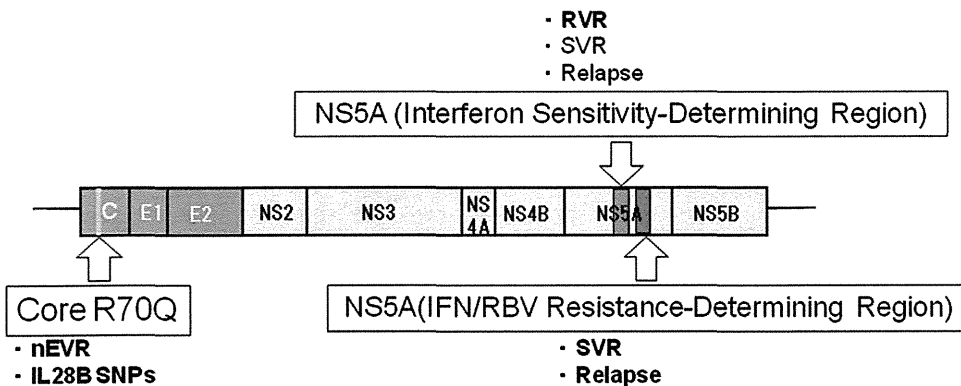 · RVR
· SVR
· Relapse
NS5A (Interferon Sensitivity-Determining Region)
C E1 E2 NS2 NS3 NS 4A NS4B NS5A NS5B
Core R70Q
· nEVR
· IL28B SNPs
NS5A(IFN/RBV Resistance-Determining Region)
· SVR
· Relapse